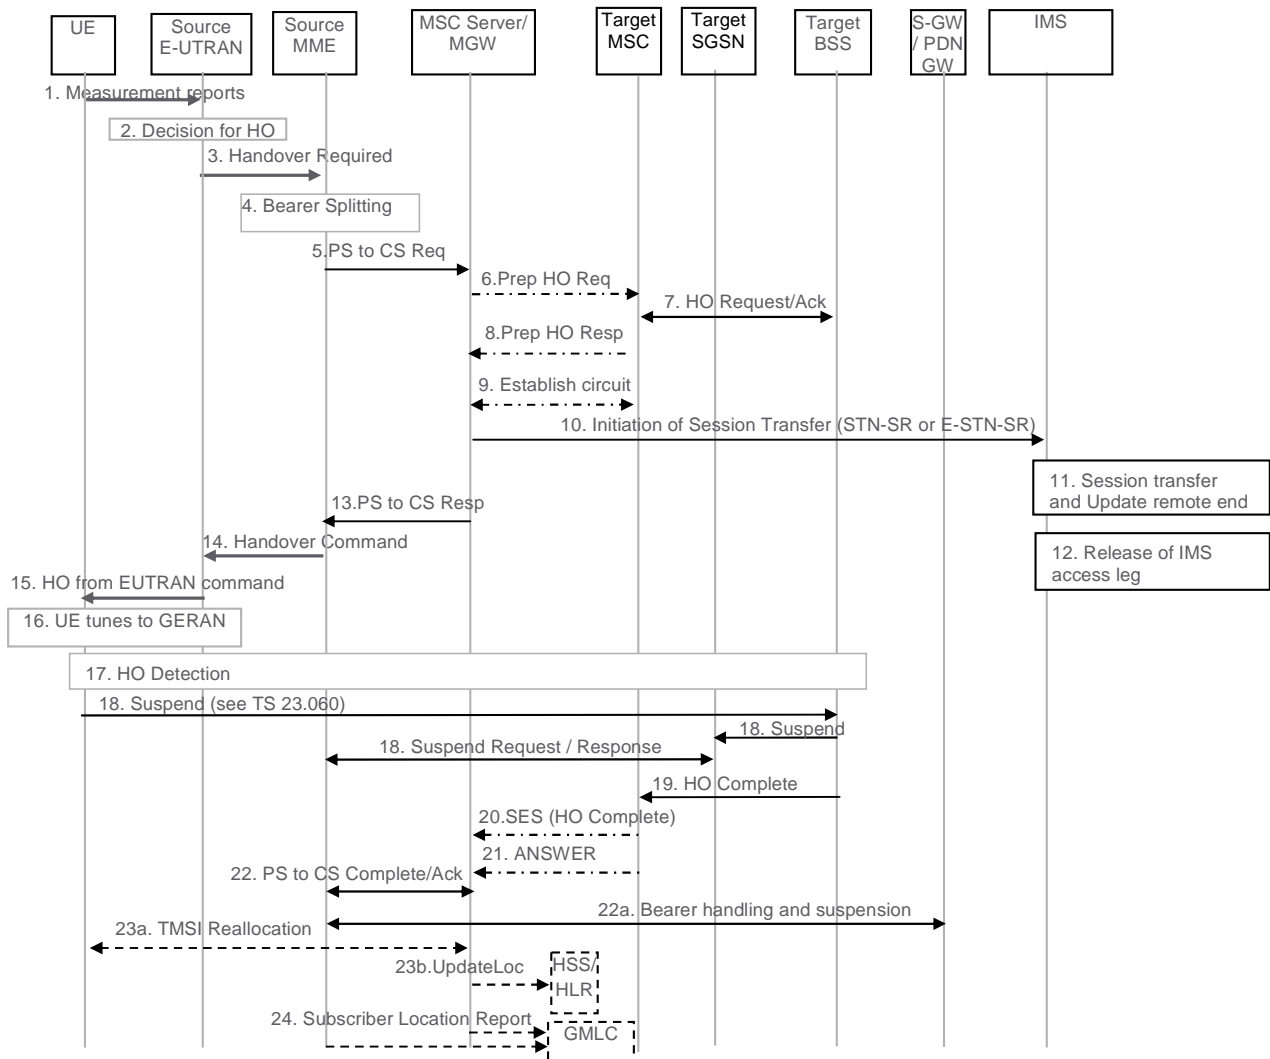 UE
Source
E-UTRAN
Source
MME
MSC Server/
MGW
Target
MSC
Target
SGSN
Target
BSS
S-GW
/ PDN
GW
IMS
1. Measurement reports
2. Decision for HO
3. Handover Required
4. Bearer Splitting
5.PS to CS Req
6.Prep HO Req
7. HO Request/Ack
8.Prep HO Resp
9. Establish circuit
10. Initiation of Session Transfer (STN-SR or E-STN-SR)
11. Session transfer
and Update remote end
13.PS to CS Resp
12. Release of IMS
access leg
14. Handover Command
15. HO from EUTRAN command
16. UE tunes to GERAN
17. HO Detection
18. Suspend (see TS 23.060)
18. Suspend
18. Suspend Request / Response
19. HO Complete
20.SES (HO Complete)
21. ANSWER
22. PS to CS Complete/Ack
22a. Bearer handling and suspension
23a. TMSI Reallocation
23b.UpdateLoc
HSS/
HLR
24. Subscriber Location Report
GMLC